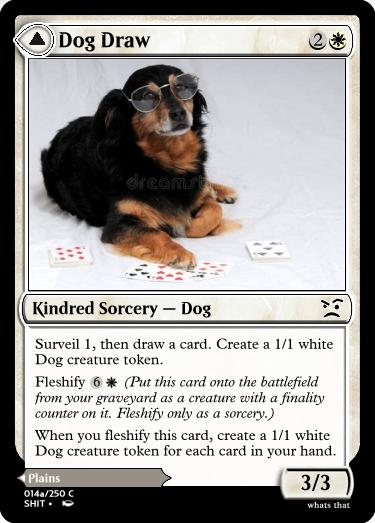 Dog Draw
2
dreamst
Kindred Sorcery — Dog
Surveil 1, then draw a card. Create a 1/1 white
Dog creature token.
Fleshify 6 (Put this card onto the battlefield
from your graveyard as a creature with a finality
counter on it. Fleshify only as a sorcery.)
When you fleshify this card, create a 1/1 white
Dog creature token for each card in your hand.
Plains
3/3
014a/250 C
SHIT •
whats that